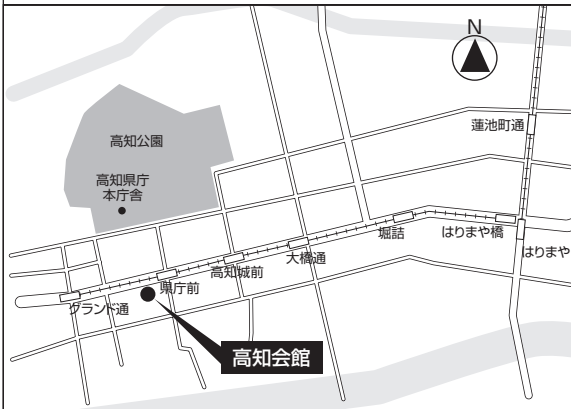 N
蓮池町通
高知公園
高知県庁
本庁舎
はりまや橋
はりまや
堀詰
大橋通
高知城前
県庁前
グランド通
高知会館